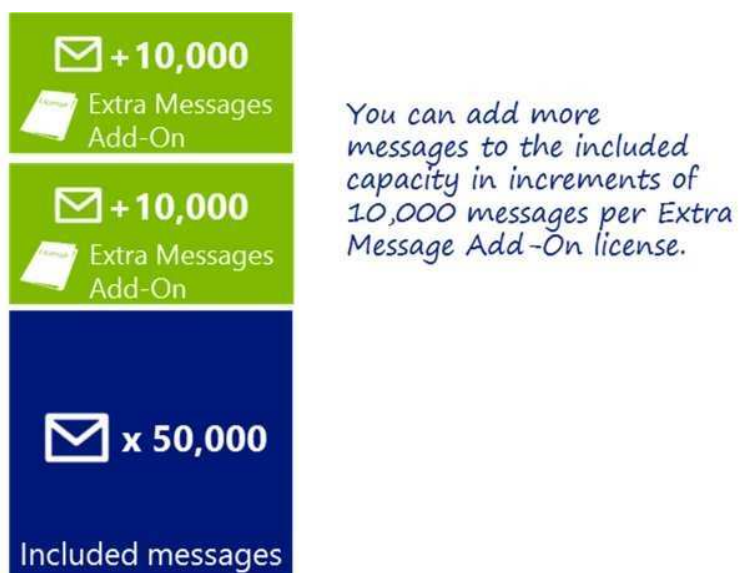 +10,000
Extra Messages
Add-On
+10,000
Extra Messages
Add-On
x 50,000
Included messages
You can add more
messages to the included
capacity in increments of
10,000 messages per Extra
Message Add-On license.